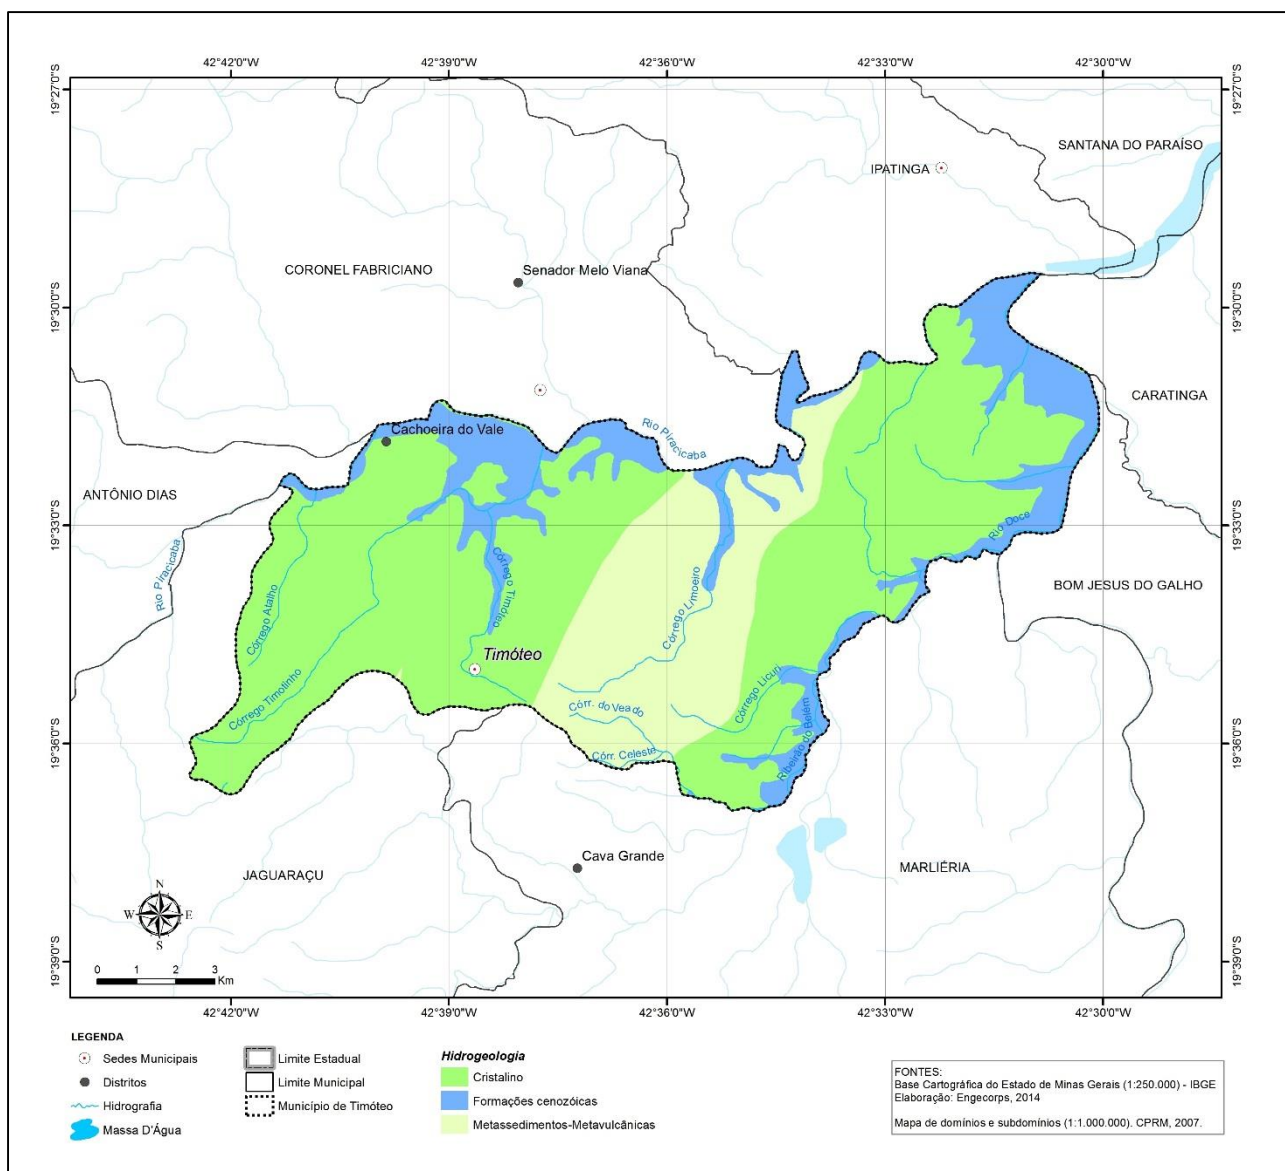 42°42'0"W 42°39'0"W 42°36'0"W 42°33'0"W 42°30'0"W
19°27'0"S 19°27'0"S
SANTANA DO PARAÍSO
IPATINGA
CORONEL FABRICIANO
Senador Melo Viana
19°30'0"S 19°30'0"S
CARATINGA
Cachoeira do Vale
Rio Piracicaba
ANTÔNIO DIAS
19°33'0"S 19°33'0"S
Rio Doce
Rio Piracicaba
Córrego Atalho
Córrego Timóteo
Córrego Limoeiro
BOM JESUS DO GALHO
Timóteo
Córrego Timotinho
Córr. do Veado
Córrego Licuri
Córr. Celeste
Ribeirão do Belém
19°36'0"S 19°36'0"S
Cava Grande
JAGUARAÇU
MARLIÉRIA
N
W E
S
19°39'0"S 19°39'0"S
0 1 2 3
Km
42°42'0"W 42°39'0"W 42°36'0"W 42°33'0"W 42°30'0"W
LEGENDA
Sedes Municipais
Distritos
Hidrografia
Massa D'Água
Limite Estadual
Limite Municipal
Município de Timóteo
Hidrogeologia
Cristalino
Formações cenozóicas
Metassedimentos-Metavulcânicas
FONTES:
Base Cartográfica do Estado de Minas Gerais (1:250.000) - IBGE
Elaboração: Engecorps, 2014
Mapa de domínios e subdomínios (1:1.000.000). CPRM, 2007.